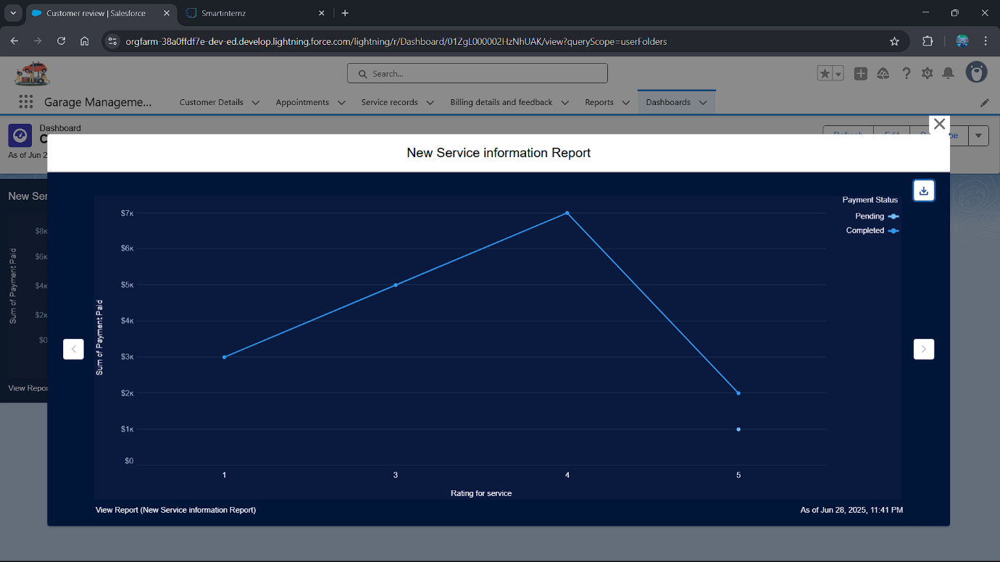 Customer review | Salesforce
Smartinternz
orgfarm-38a0ffdf7e-dev-ed.develop.lightning.force.com/lightning/r/Dashboard/01ZgL000002HzNhUAK/view?queryScope=userFolders
Search...
Garage Manageme...
Customer Details
Appointments
Service records
Billing details and feedback
Reports
Dashboards
Dashboard
As of Jun 2
New Service information Report
New Ser
$8K
$6K
$4K
$2K
$0
Sum of Payment Paid
View Repor
Payment Status
Pending
Completed
$7K
$6K
$5K
$4K
$3K
$2K
$1K
$0
Sum of Payment Paid
1 3 4 5
Rating for service
View Report (New Service information Report)
As of Jun 28, 2025, 11:41 PM